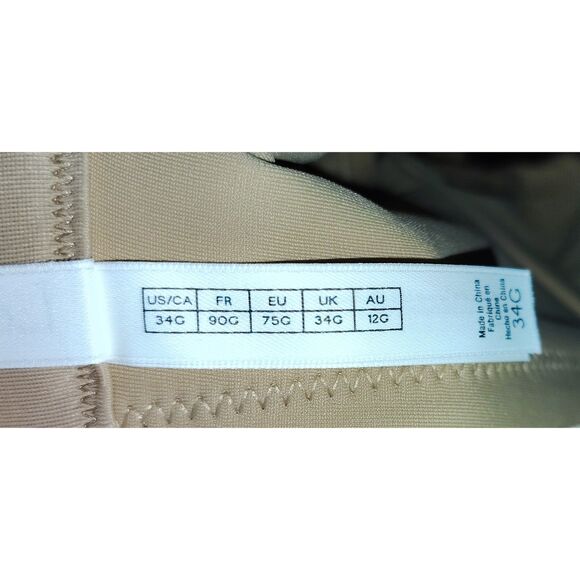 US/CA FR EU UK AU
34G 90G 75G 34G 12G
Made in China
Fabriqué en
Chine
Hecho en China
34G